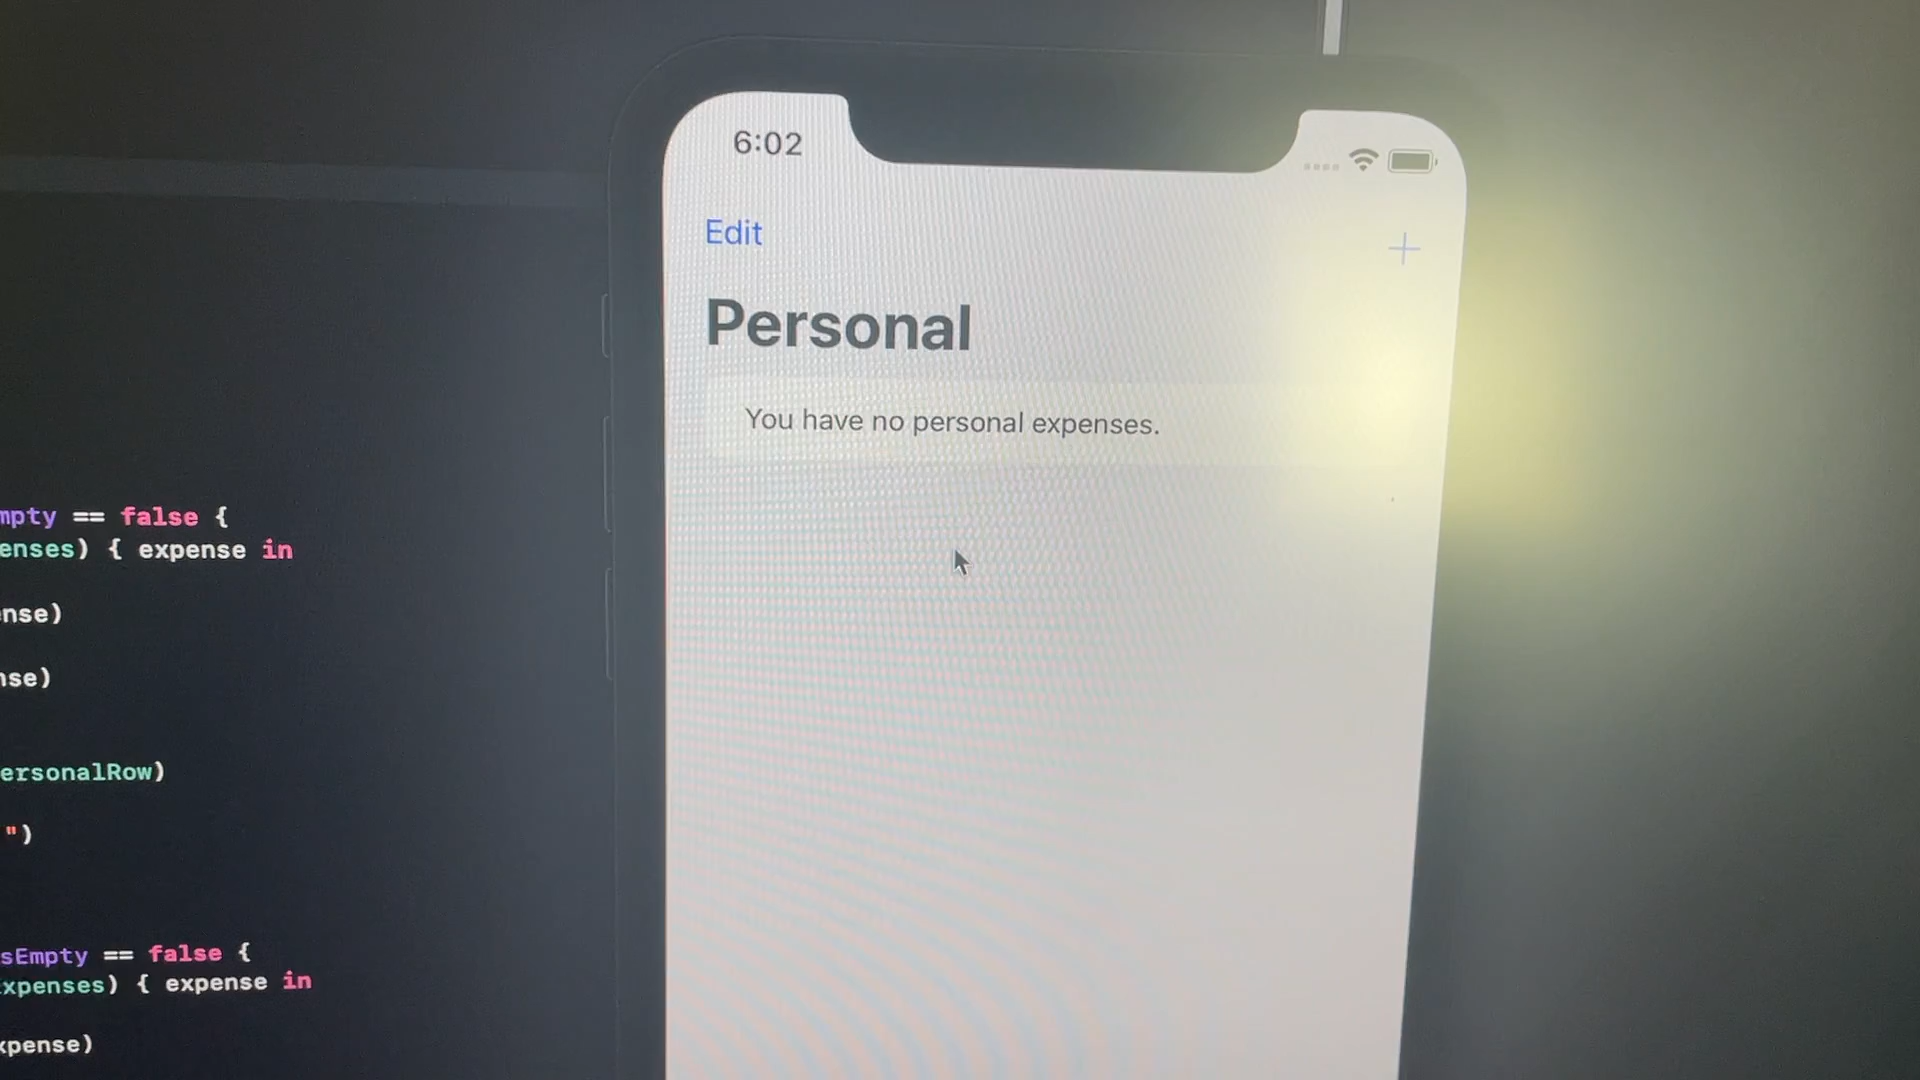 6:02
Edit
+
Personal
You have no personal expenses.
mpty == false {
enses) { expense in
nse)
nse)
ersonalRow)
")
sEmpty == false {
xpenses) { expense in
xpense)